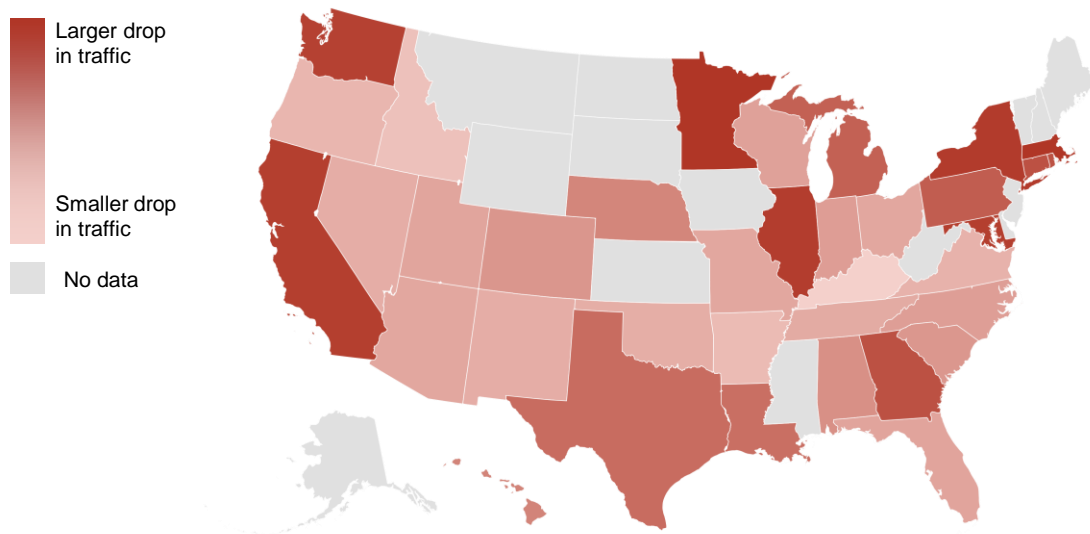 Larger drop
in traffic
Smaller drop
in traffic
No data